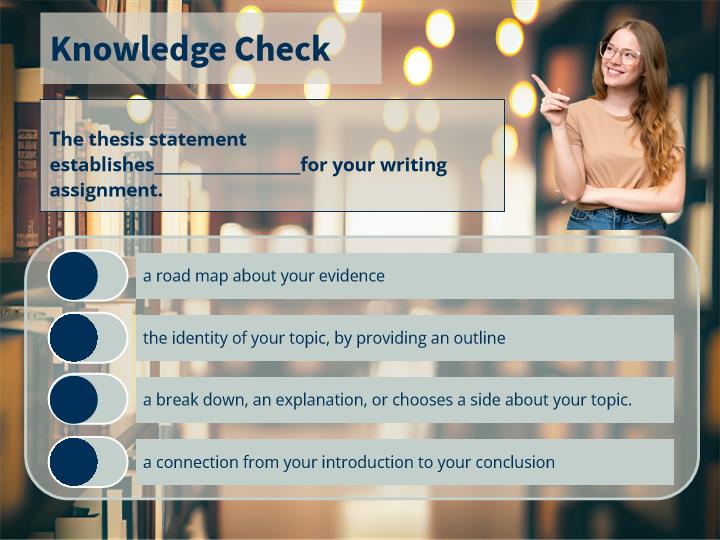 Knowledge Check
The thesis statement
establishes_________________for your writing
assignment.
a road map about your evidence
the identity of your topic, by providing an outline
a break down, an explanation, or chooses a side about your topic.
a connection from your introduction to your conclusion